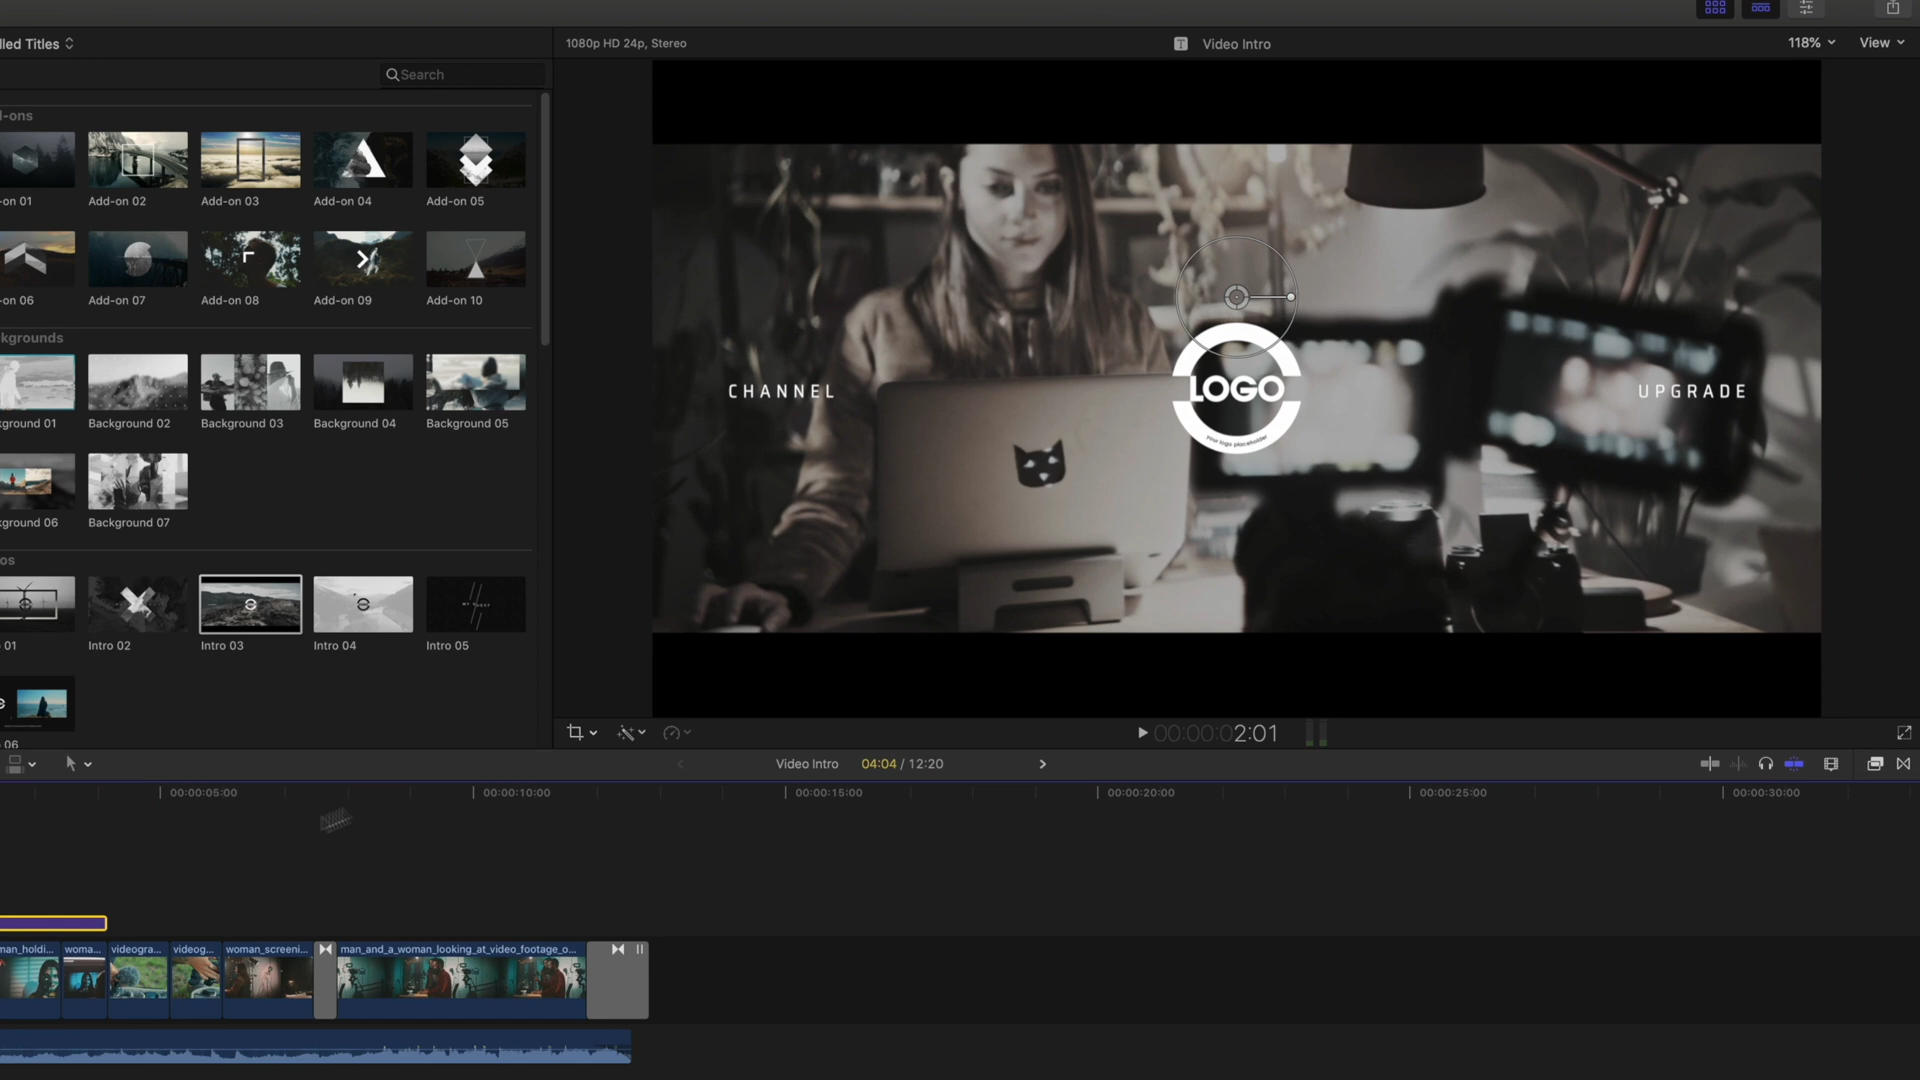 lled Titles
1080p HD 24p, Stereo
Video Intro
118%
View
Search
d-ons
-on 01
Add-on 02
Add-on 03
Add-on 04
Add-on 05
-on 06
Add-on 07
Add-on 08
Add-on 09
Add-on 10
kgrounds
kground 01
Background 02
Background 03
Background 04
Background 05
kground 06
Background 07
os
01
Intro 02
Intro 03
Intro 04
Intro 05
06
CHANNEL
LOGO
Your logo placeholder
UPGRADE
00:00:02:01
Video Intro
04:04 / 12:20
00:00:05:00
00:00:10:00
00:00:15:00
00:00:20:00
00:00:25:00
00:00:30:00
man_holdi...
woma...
videogra...
videog...
woman_screeni...
man_and_a_woman_looking_at_video_footage_o...